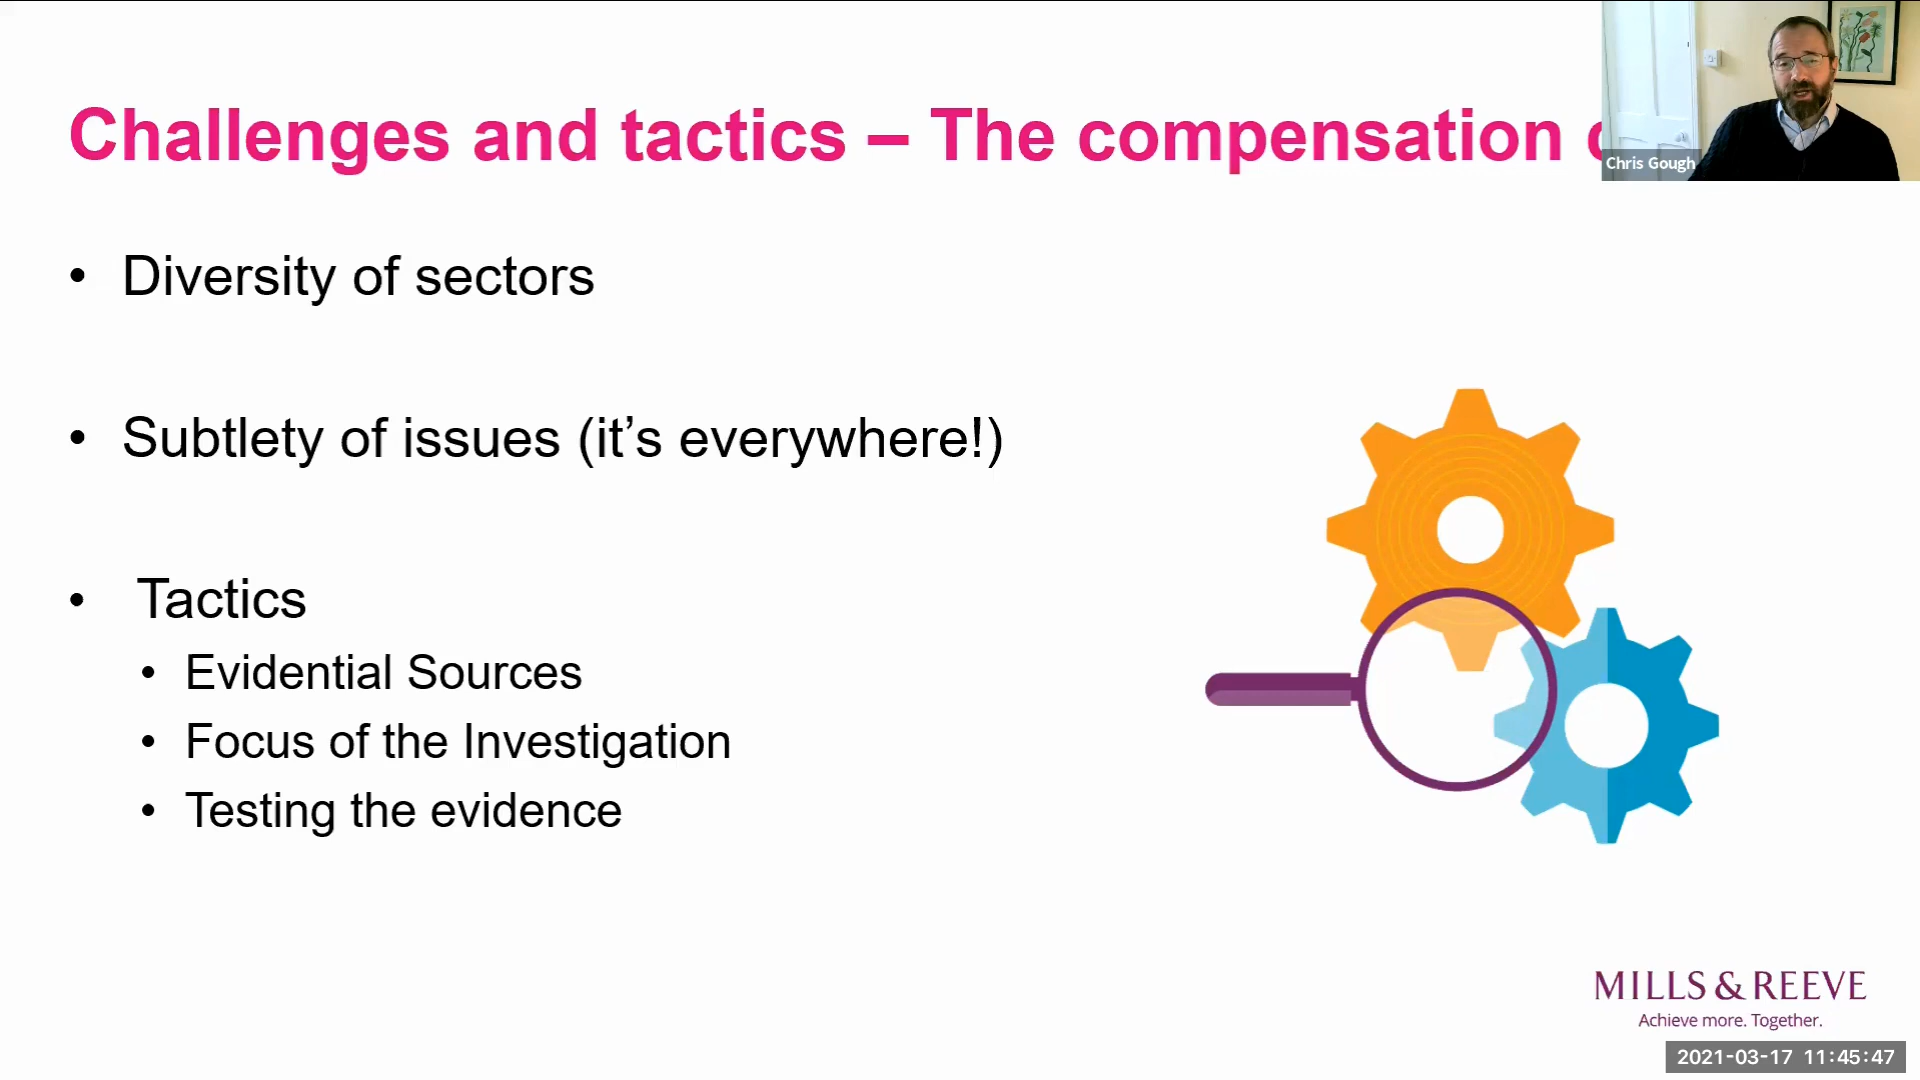 Challenges and tactics – The compensation
Chris Gough
• Diversity of sectors
• Subtlety of issues (it’s everywhere!)
• Tactics
• Evidential Sources
• Focus of the Investigation
• Testing the evidence
MILLS & REEVE
Achieve more. Together.
2021-03-17 11:45:47